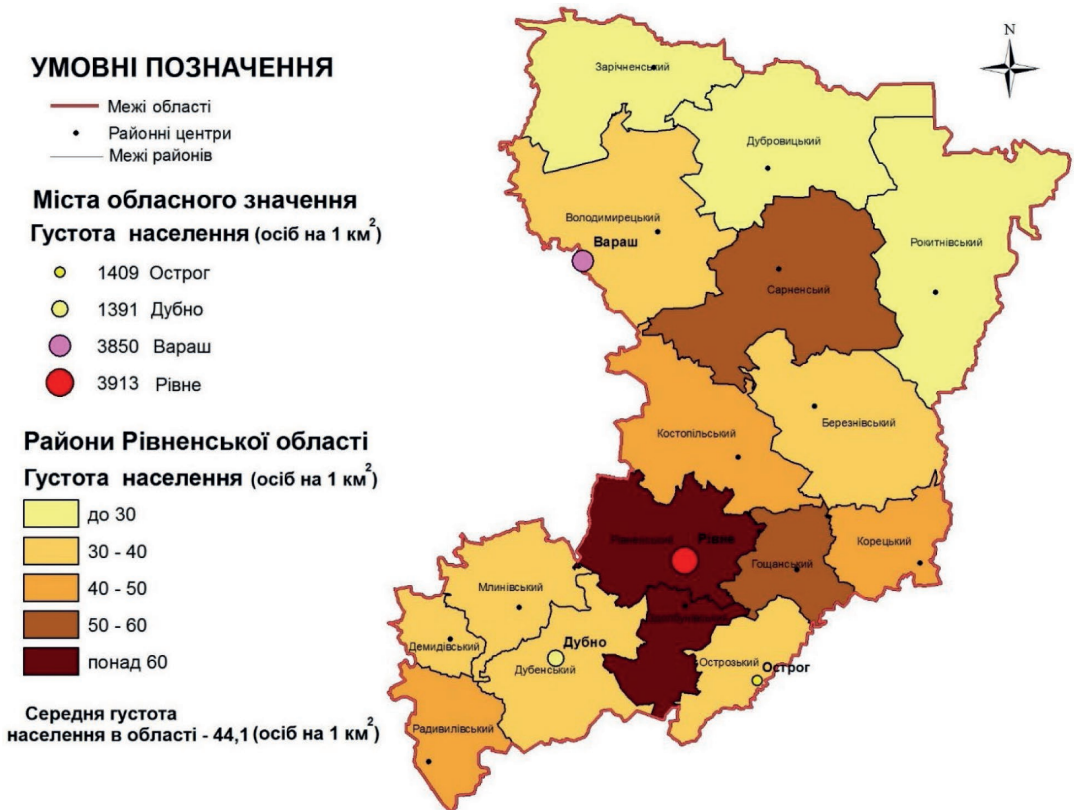 УМОВНІ ПОЗНАЧЕННЯ
Межі області
Районні центри
Межі районів
Міста обласного значення
Густота населення (осіб на 1 км²)
1409 Острог
1391 Дубно
3850 Вараш
3913 Рівне
Райони Рівненської області
Густота населення (осіб на 1 км²)
до 30
30 - 40
40 - 50
50 - 60
понад 60
Середня густота
населення в області - 44,1 (осіб на 1 км²)
N
Зарічненський
Дубровицький
Володимирецький
Вараш
Рокитнівський
Сарненський
Березнівський
Костопільський
Рівне
Гощанський
Корецький
Млинівський
Демидівський
Дубно
Дубенський
Острозький
Острог
Радивилівський